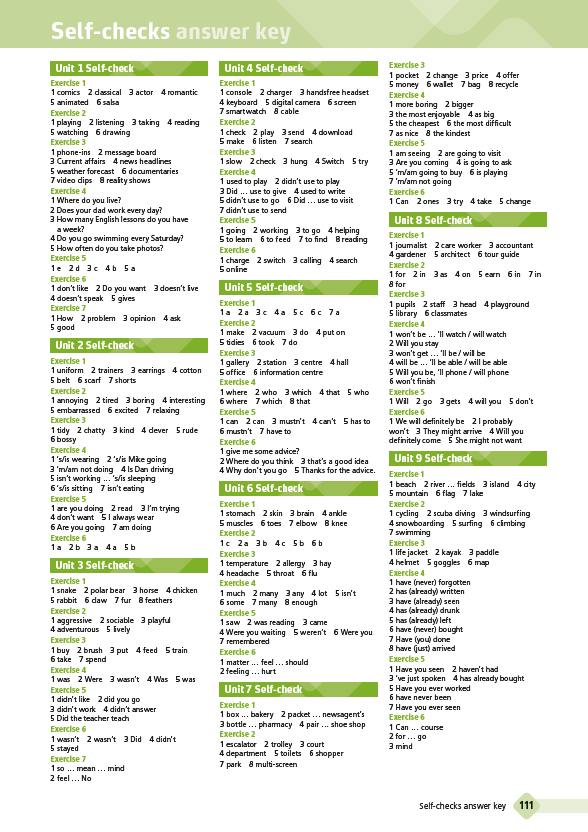 Self-checks answer key
Unit 1 Self-check
Exercise 1
1 comics 2 classical 3 actor 4 romantic
5 animated 6 salsa
Exercise 2
1 playing 2 listening 3 taking 4 reading
5 watching 6 drawing
Exercise 3
1 phone-ins 2 message board
3 Current affairs 4 news headlines
5 weather forecast 6 documentaries
7 video clips 8 reality shows
Exercise 4
1 Where do you live?
2 Does your dad work every day?
3 How many English lessons do you have
a week?
4 Do you go swimming every Saturday?
5 How often do you take photos?
Exercise 5
1 e 2 d 3 c 4 b 5 a
Exercise 6
1 don't like 2 Do you want 3 doesn't live
4 doesn't speak 5 gives
Exercise 7
1 How 2 problem 3 opinion 4 ask
5 good
Unit 2 Self-check
Exercise 1
1 uniform 2 trainers 3 earrings 4 cotton
5 belt 6 scarf 7 shorts
Exercise 2
1 annoying 2 tired 3 boring 4 interesting
5 embarrassed 6 excited 7 relaxing
Exercise 3
1 tidy 2 chatty 3 kind 4 clever 5 rude
6 bossy
Exercise 4
1 's/is wearing 2 's/is Mike going
3 'm/am not doing 4 Is Dan driving
5 isn't working … 's/is sleeping
6 's/is sitting 7 isn't eating
Exercise 5
1 are you doing 2 read 3 I'm trying
4 don't want 5 I always wear
6 Are you going 7 am doing
Exercise 6
1 a 2 b 3 a 4 a 5 b
Unit 3 Self-check
Exercise 1
1 snake 2 polar bear 3 horse 4 chicken
5 rabbit 6 claw 7 fur 8 feathers
Exercise 2
1 aggressive 2 sociable 3 playful
4 adventurous 5 lively
Exercise 3
1 buy 2 brush 3 put 4 feed 5 train
6 take 7 spend
Exercise 4
1 was 2 Were 3 wasn't 4 Was 5 was
Exercise 5
1 didn't like 2 did you go
3 didn't work 4 didn't answer
5 Did the teacher teach
Exercise 6
1 wasn't 2 wasn't 3 Did 4 didn't
5 stayed
Exercise 7
1 so … mean … mind
2 feel … No
Unit 4 Self-check
Exercise 1
1 console 2 charger 3 handsfree headset
4 keyboard 5 digital camera 6 screen
7 smartwatch 8 cable
Exercise 2
1 check 2 play 3 send 4 download
5 make 6 listen 7 search
Exercise 3
1 slow 2 check 3 hung 4 Switch 5 try
Exercise 4
1 used to play 2 didn't use to play
3 Did … use to give 4 used to write
5 didn't use to go 6 Did … use to visit
7 didn't use to send
Exercise 5
1 going 2 working 3 to go 4 helping
5 to learn 6 to feed 7 to find 8 reading
Exercise 6
1 charge 2 switch 3 calling 4 search
5 online
Unit 5 Self-check
Exercise 1
1 a 2 a 3 c 4 a 5 c 6 c 7 a
Exercise 2
1 make 2 vacuum 3 do 4 put on
5 tidies 6 took 7 do
Exercise 3
1 gallery 2 station 3 centre 4 hall
5 office 6 information centre
Exercise 4
1 where 2 who 3 which 4 that 5 who
6 where 7 which 8 that
Exercise 5
1 can 2 can 3 mustn't 4 can't 5 has to
6 mustn't 7 have to
Exercise 6
1 give me some advice?
2 Where do you think 3 that's a good idea
4 Why don't you go 5 Thanks for the advice.
Unit 6 Self-check
Exercise 1
1 stomach 2 skin 3 brain 4 ankle
5 muscles 6 toes 7 elbow 8 knee
Exercise 2
1 c 2 a 3 b 4 c 5 b 6 b
Exercise 3
1 temperature 2 allergy 3 hay
4 headache 5 throat 6 flu
Exercise 4
1 much 2 many 3 any 4 lot 5 isn't
6 some 7 many 8 enough
Exercise 5
1 saw 2 was reading 3 came
4 Were you waiting 5 weren't 6 Were you
7 remembered
Exercise 6
1 matter … feel … should
2 feeling … hurt
Unit 7 Self-check
Exercise 1
1 box … bakery 2 packet … newsagent's
3 bottle … pharmacy 4 pair … shoe shop
Exercise 2
1 escalator 2 trolley 3 court
4 department 5 toilets 6 shopper
7 park 8 multi-screen
Exercise 3
1 pocket 2 change 3 price 4 offer
5 money 6 wallet 7 bag 8 recycle
Exercise 4
1 more boring 2 bigger
3 the most enjoyable 4 as big
5 the cheapest 6 the most difficult
7 as nice 8 the kindest
Exercise 5
1 am seeing 2 are going to visit
3 Are you coming 4 is going to ask
5 'm/am going to buy 6 is playing
7 'm/am not going
Exercise 6
1 Can 2 ones 3 try 4 take 5 change
Unit 8 Self-check
Exercise 1
1 journalist 2 care worker 3 accountant
4 gardener 5 architect 6 tour guide
Exercise 2
1 for 2 in 3 as 4 on 5 earn 6 in 7 in
8 for
Exercise 3
1 pupils 2 staff 3 head 4 playground
5 library 6 classmates
Exercise 4
1 won't be … 'll watch / will watch
2 Will you stay
3 won't get … 'll be / will be
4 will be … 'll be able / will be able
5 Will you be, 'll phone / will phone
6 won't finish
Exercise 5
1 Will 2 go 3 gets 4 will you 5 don't
Exercise 6
1 We will definitely be 2 I probably
won't 3 They might arrive 4 Will you
definitely come 5 She might not want
Unit 9 Self-check
Exercise 1
1 beach 2 river … fields 3 island 4 city
5 mountain 6 flag 7 lake
Exercise 2
1 cycling 2 scuba diving 3 windsurfing
4 snowboarding 5 surfing 6 climbing
7 swimming
Exercise 3
1 life jacket 2 kayak 3 paddle
4 helmet 5 goggles 6 map
Exercise 4
1 have (never) forgotten
2 has (already) written
3 have (already) seen
4 has (already) drunk
5 has (already) left
6 have (never) bought
7 Have (you) done
8 have (just) arrived
Exercise 5
1 Have you seen 2 haven't had
3 've just spoken 4 has already bought
5 Have you ever worked
6 have never been
7 Have you ever seen
Exercise 6
1 Can … course
2 for … go
3 mind
Self-checks answer key 111